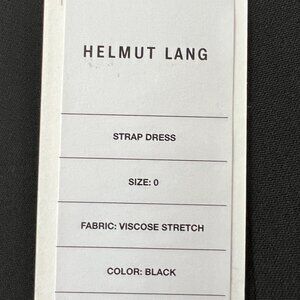 HELMUT LANG
STRAP DRESS
SIZE: 0
FABRIC: VISCOSE STRETCH
COLOR: BLACK